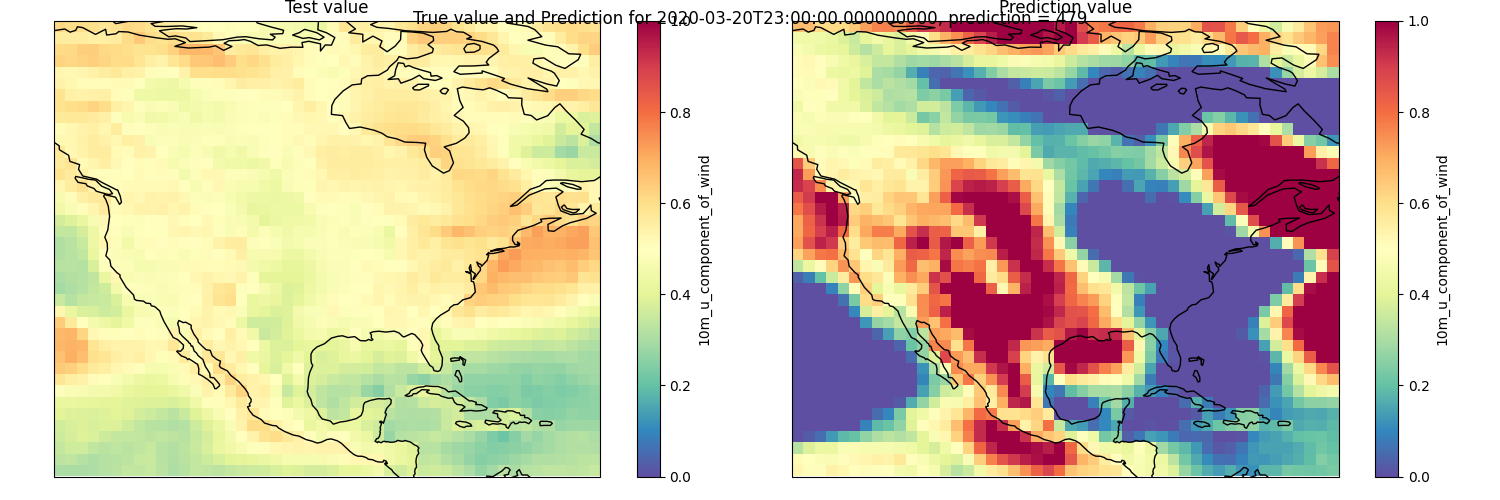 Test value
Prediction value
True value and Prediction for 2020-03-20T23:00:00.000000000, prediction = 479
1.0
0.8
0.6
0.4
0.2
0.0
10m_u_component_of_wind
1.0
0.8
0.6
0.4
0.2
0.0
10m_u_component_of_wind